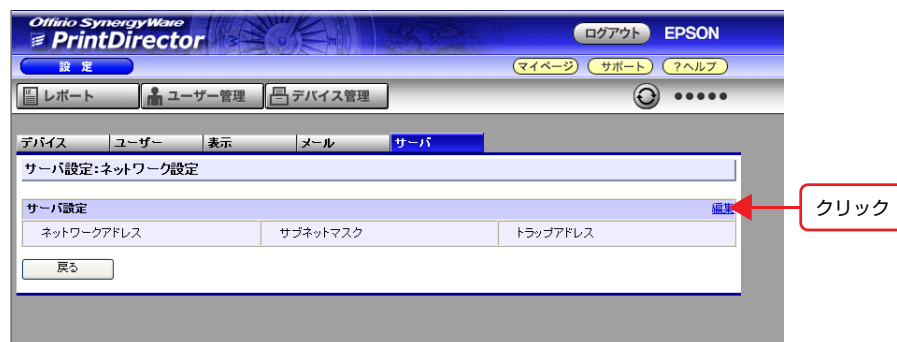 Offirio SynergyWare
PrintDirector
ログアウト EPSON
設 定
マイページ サポート ?ヘルプ
レポート ユーザー管理 デバイス管理
デバイス ユーザー 表示 メール サーバ
サーバ設定:ネットワーク設定
サーバ設定 編集
クリック
ネットワークアドレス サブネットマスク トラップアドレス
戻る